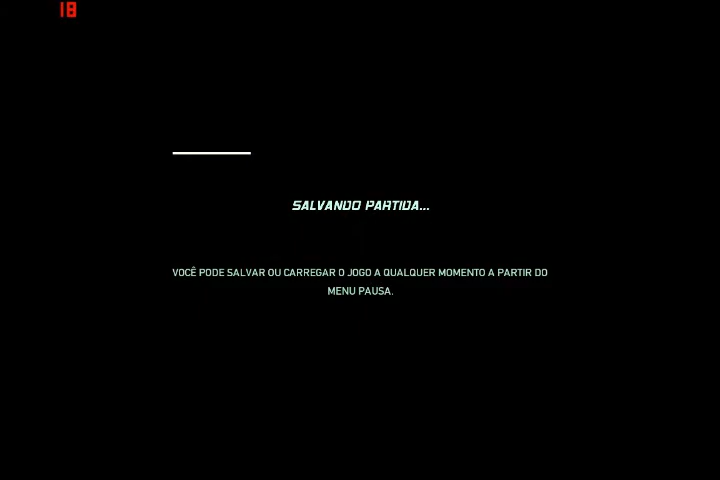 18
SALVANDO PARTIDA...
VOCÊ PODE SALVAR OU CARREGAR O JOGO A QUALQUER MOMENTO A PARTIR DO
MENU PAUSA.